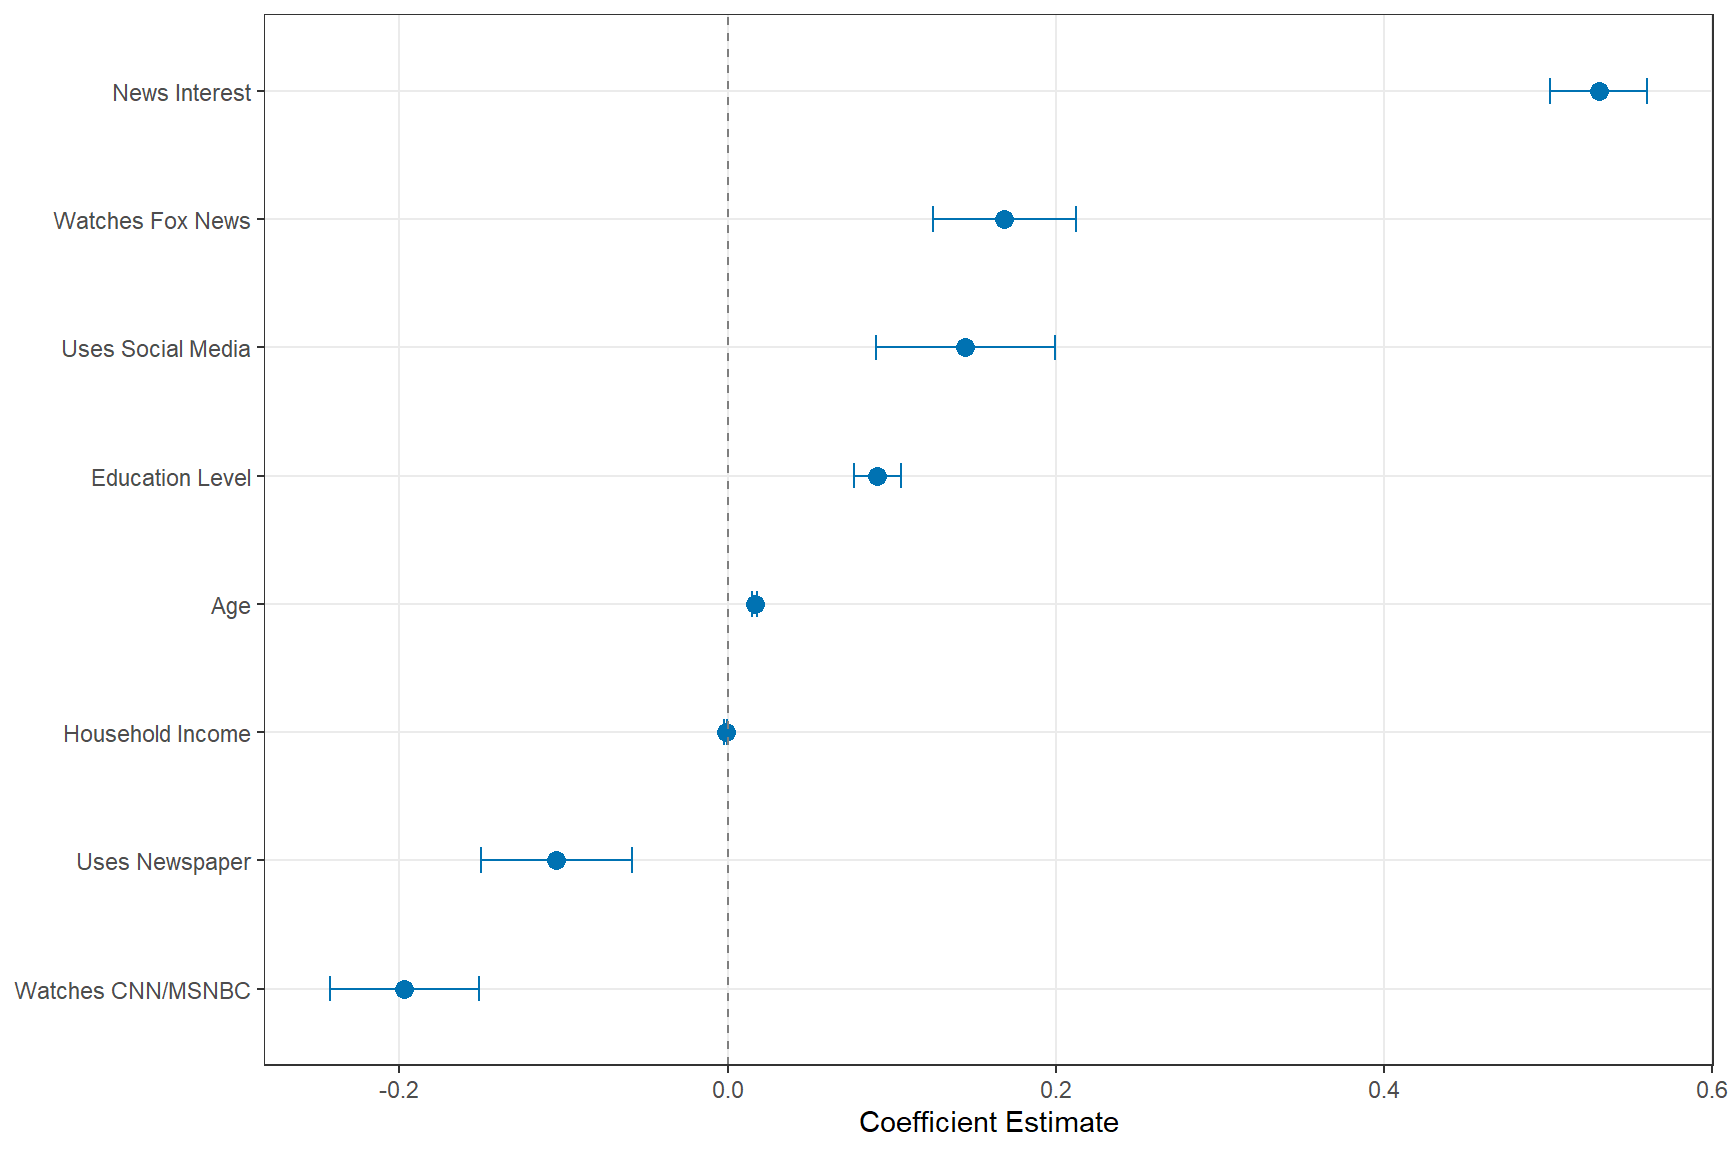 News Interest
Watches Fox News
Uses Social Media
Education Level
Age
Household Income
Uses Newspaper
Watches CNN/MSNBC
-0.2 0.0 0.2 0.4 0.6
Coefficient Estimate